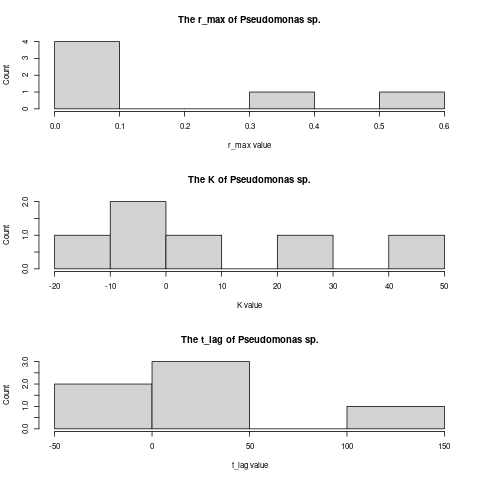 The r_max of Pseudomonas sp.
Count
4
3
2
1
0
0.0 0.1 0.2 0.3 0.4 0.5 0.6
r_max value
The K of Pseudomonas sp.
Count
2.0
1.0
0.0
-20 -10 0 10 20 30 40 50
K value
The t_lag of Pseudomonas sp.
Count
3.0
2.0
1.0
0.0
-50 0 50 100 150
t_lag value